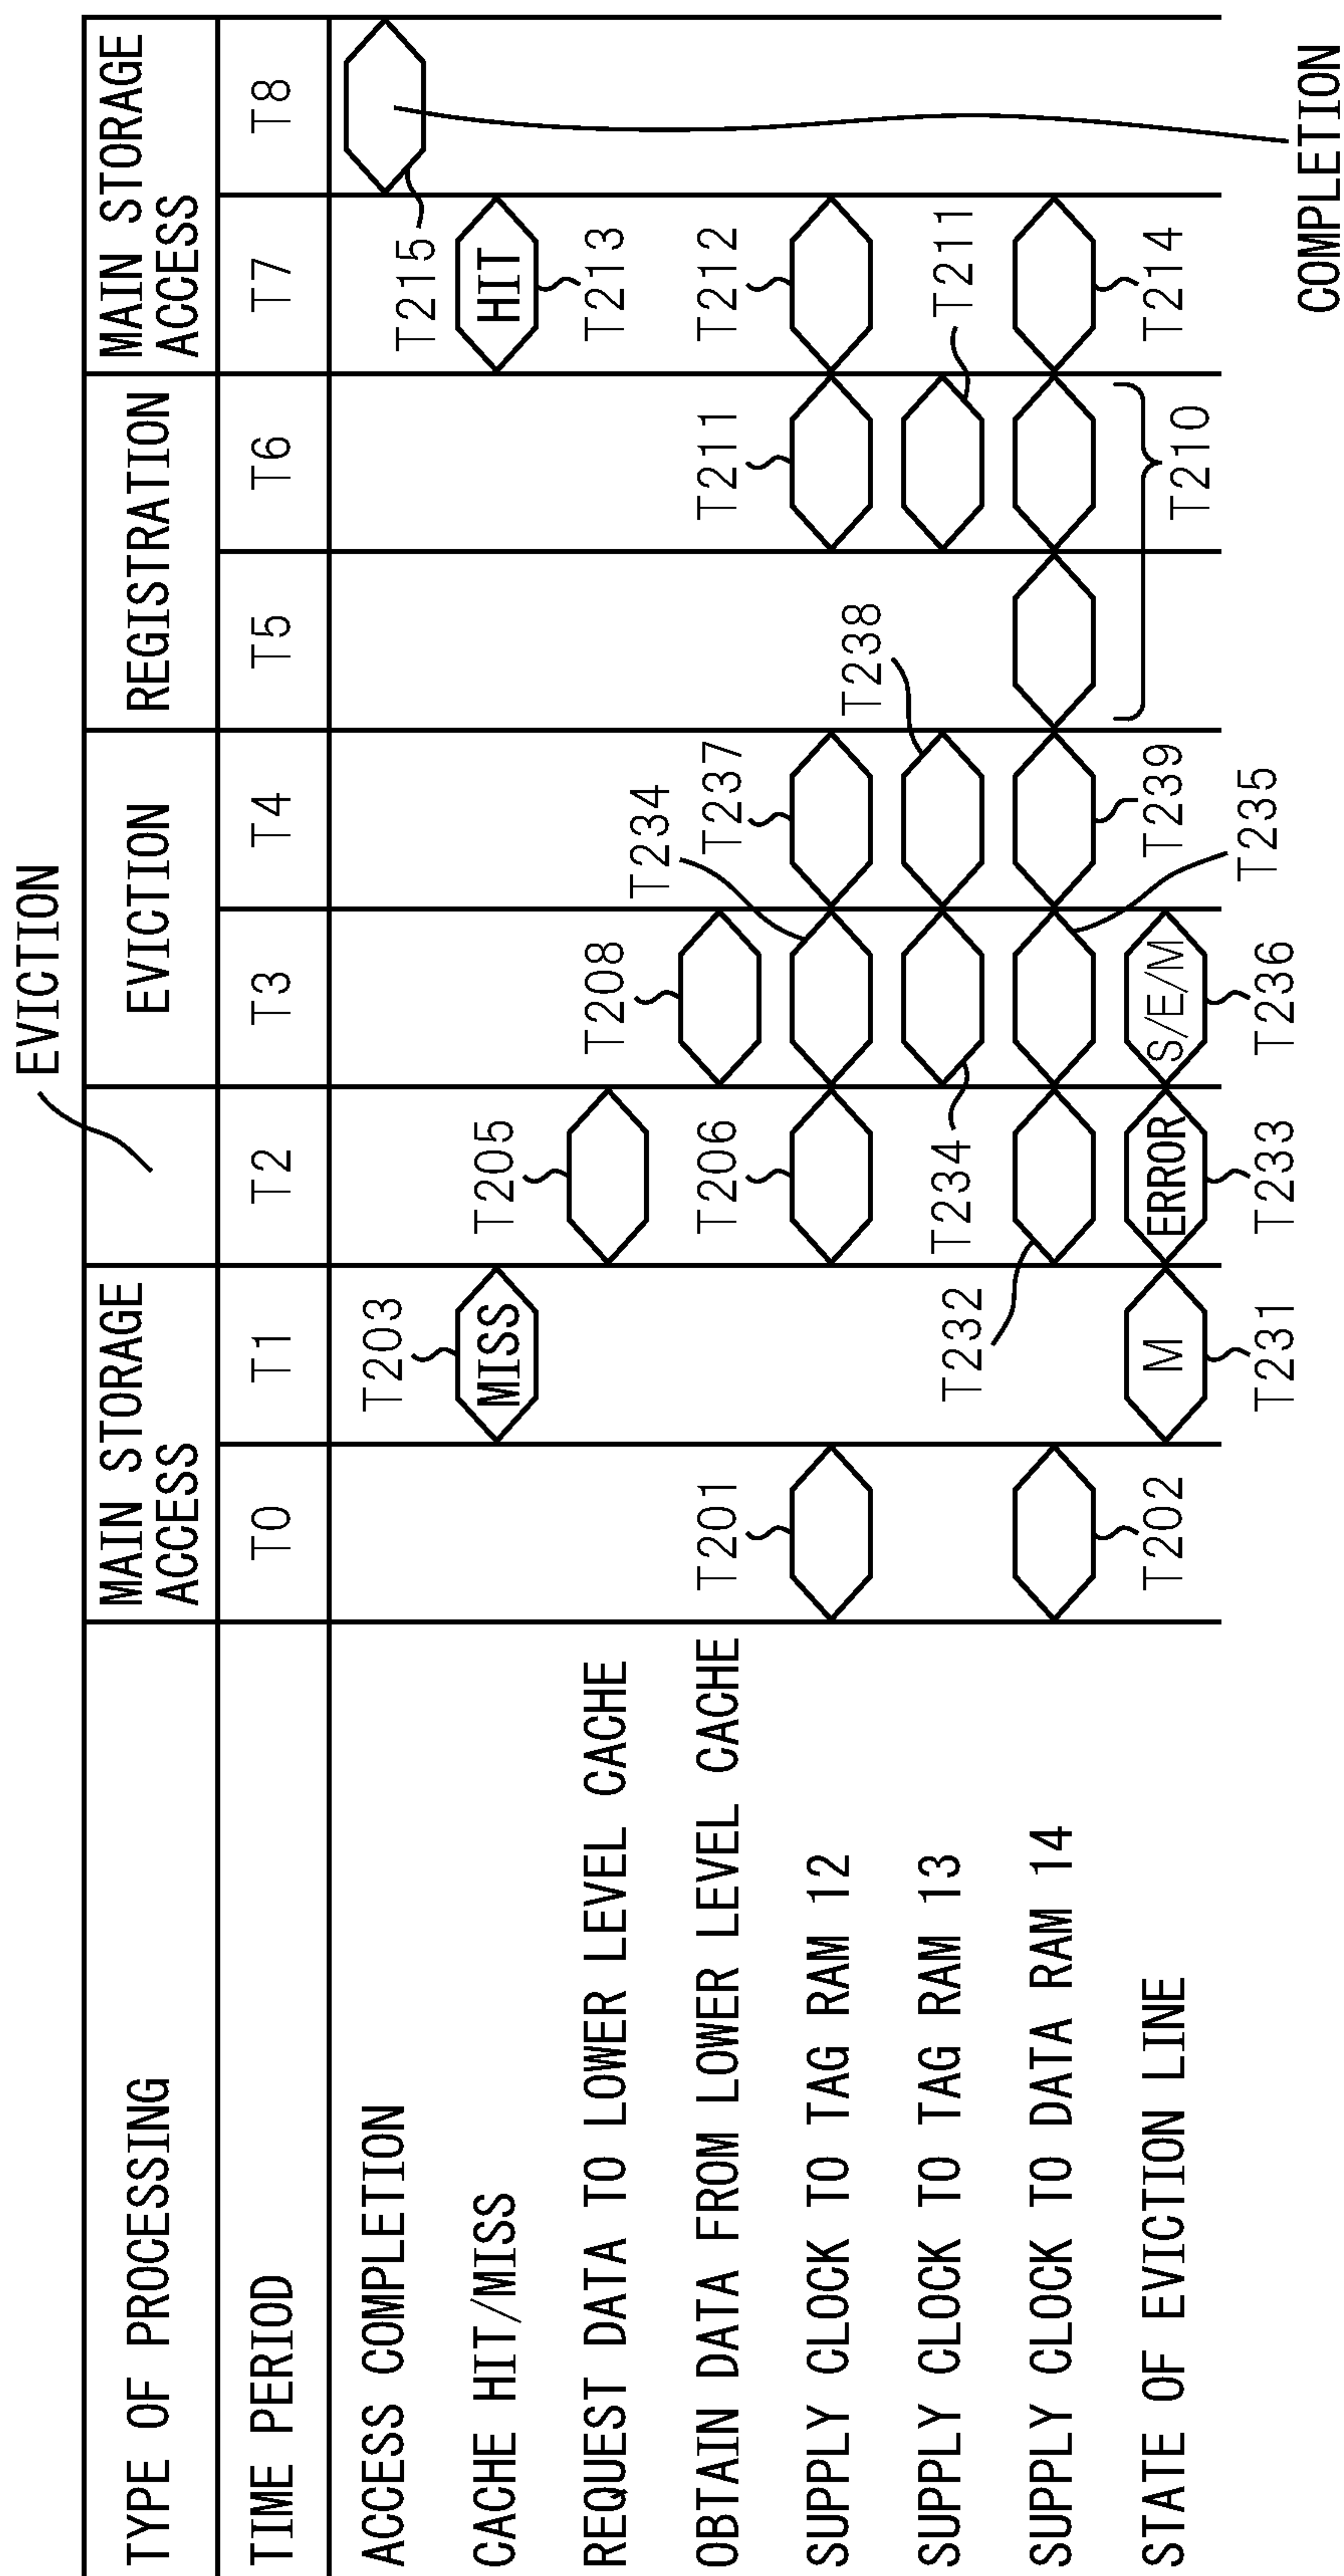 EVICTION
TYPE OF PROCESSING
MAIN STORAGE
ACCESS
EVICTION
REGISTRATION
MAIN STORAGE
ACCESS
TIME PERIOD
T0 T1 T2 T3 T4 T5 T6 T7 T8
ACCESS COMPLETION
T203
T215
CACHE HIT/MISS
MISS
HIT
T205
T213
REQUEST DATA TO LOWER LEVEL CACHE
T208
T234
OBTAIN DATA FROM LOWER LEVEL CACHE
T201
T206
T237
T211
T212
SUPPLY CLOCK TO TAG RAM 12
T238
SUPPLY CLOCK TO TAG RAM 13
T232
T234
T211
SUPPLY CLOCK TO DATA RAM 14
STATE OF EVICTION LINE
T202
M
ERROR
S/E/M
T239
T210
T214
T231
T233
T236
T235
COMPLETION